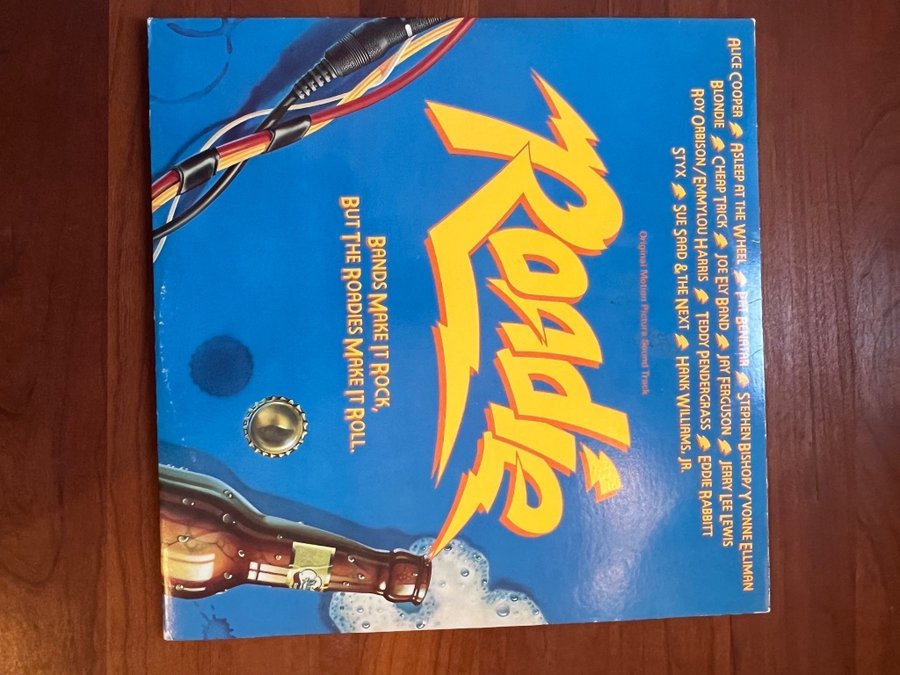 ALICE COOPER ASLEEP AT THE WHEEL PAT BENATAR STEPHEN BISHOP/YVONNE ELLIMAN
BLONDIE CHEAP TRICK JOE ELY BAND JAY FERGUSON JERRY LEE LEWIS
ROY ORBISON/EMMYLOU HARRIS TEDDY PENDERGRASS EDDIE RABBITT
STYX SUE SAAD & THE NEXT HANK WILLIAMS, JR.
Original Motion Picture Sound Track
ROADIE
BANDS MAKE IT ROCK,
BUT THE ROADIES MAKE IT ROLL.